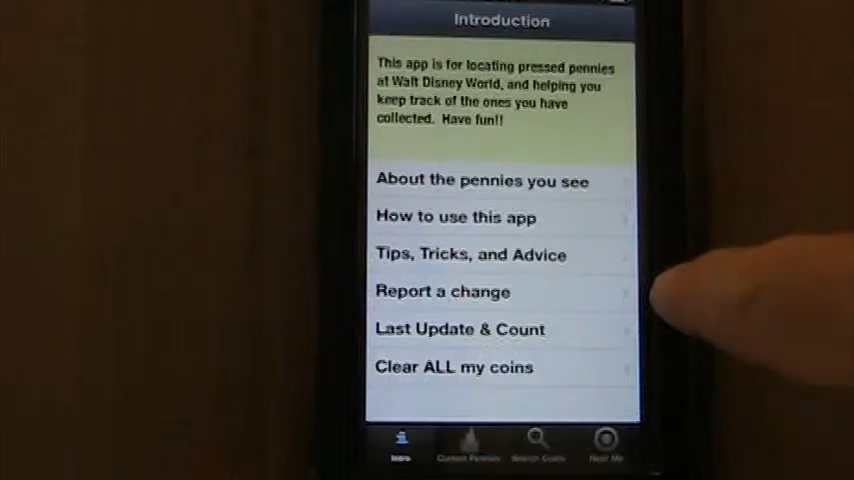 Introduction
This app is for locating pressed pennies
at Walt Disney World, and helping you
keep track of the ones you have
collected. Have fun!!
About the pennies you see
How to use this app
Tips, Tricks, and Advice
Report a change
Last Update & Count
Clear ALL my coins
Intro
Current Pennies
Search Coins
Near Me